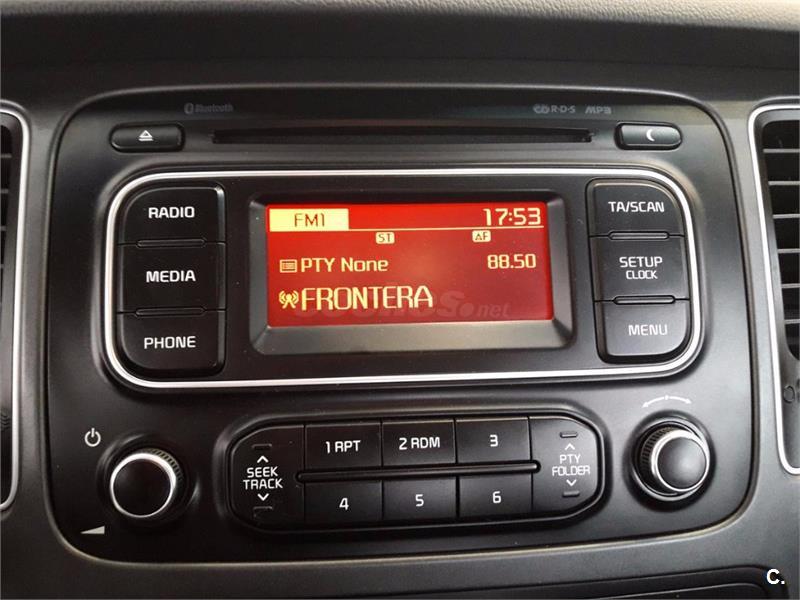 Bluetooth
R·D·S MP3
RADIO
MEDIA
PHONE
FM1 17:53
ST AF
PTY None 88.50
FRONTERA
.net
TA/SCAN
SETUP
CLOCK
MENU
SEEK
TRACK
1 RPT 2 RDM 3
4 5 6
PTY
FOLDER
C.